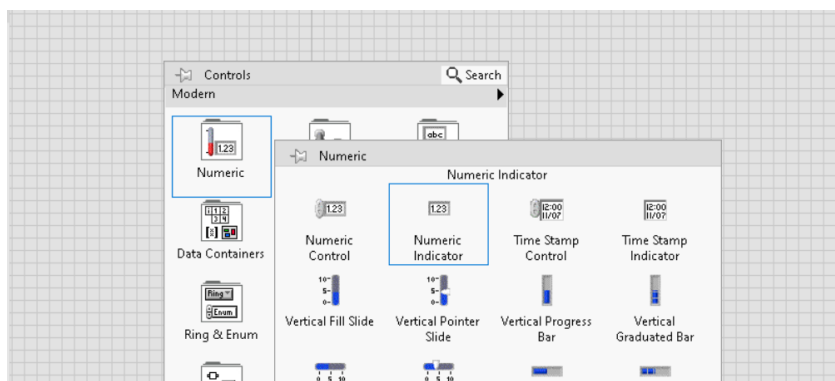 Controls
Search
Modern
1.23
abc
Numeric
Numeric
Numeric Indicator
1.23
1.23
12:00
11/07
12:00
11/07
Numeric
Control
Numeric
Indicator
Time Stamp
Control
Time Stamp
Indicator
1 2
3 4
Data Containers
10
5
0
10
5
0
Vertical Fill Slide
Vertical Pointer
Slide
Vertical Progress
Bar
Vertical
Graduated Bar
Ring
Enum
Ring & Enum
0 5 10
0 5 10